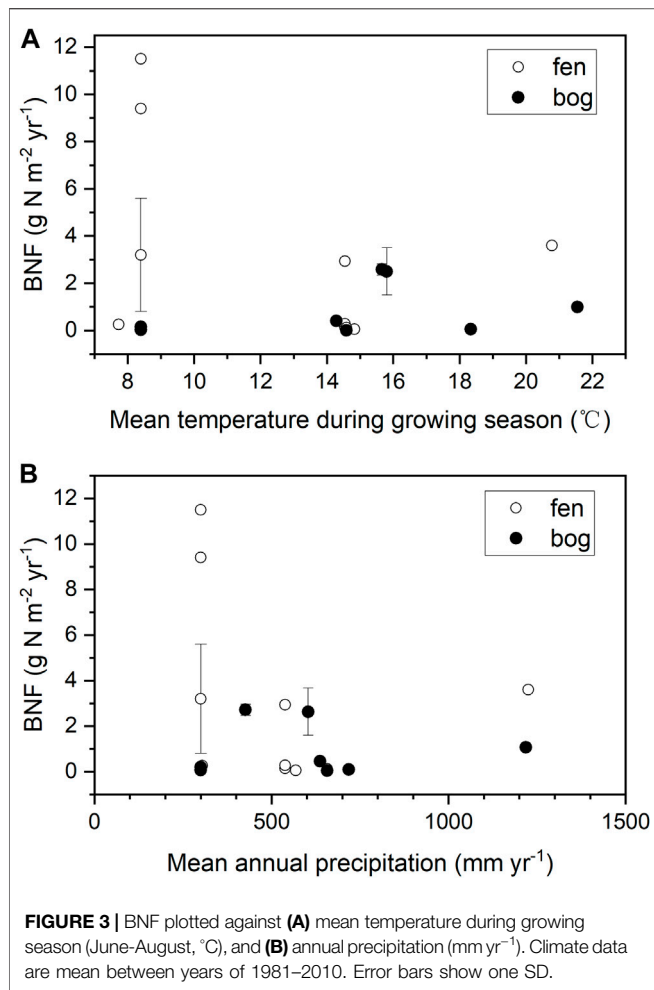 A
fen
bog
12
10
8
6
4
2
0
BNF (g N m⁻² yr⁻¹)
8 10 12 14 16 18 20 22
Mean temperature during growing season (℃)
B
fen
bog
12
10
8
6
4
2
0
BNF (g N m⁻² yr⁻¹)
0 500 1000 1500
Mean annual precipitation (mm yr⁻¹)
FIGURE 3 | BNF plotted against (A) mean temperature during growing
season (June-August, °C), and (B) annual precipitation (mm yr⁻¹). Climate data
are mean between years of 1981–2010. Error bars show one SD.